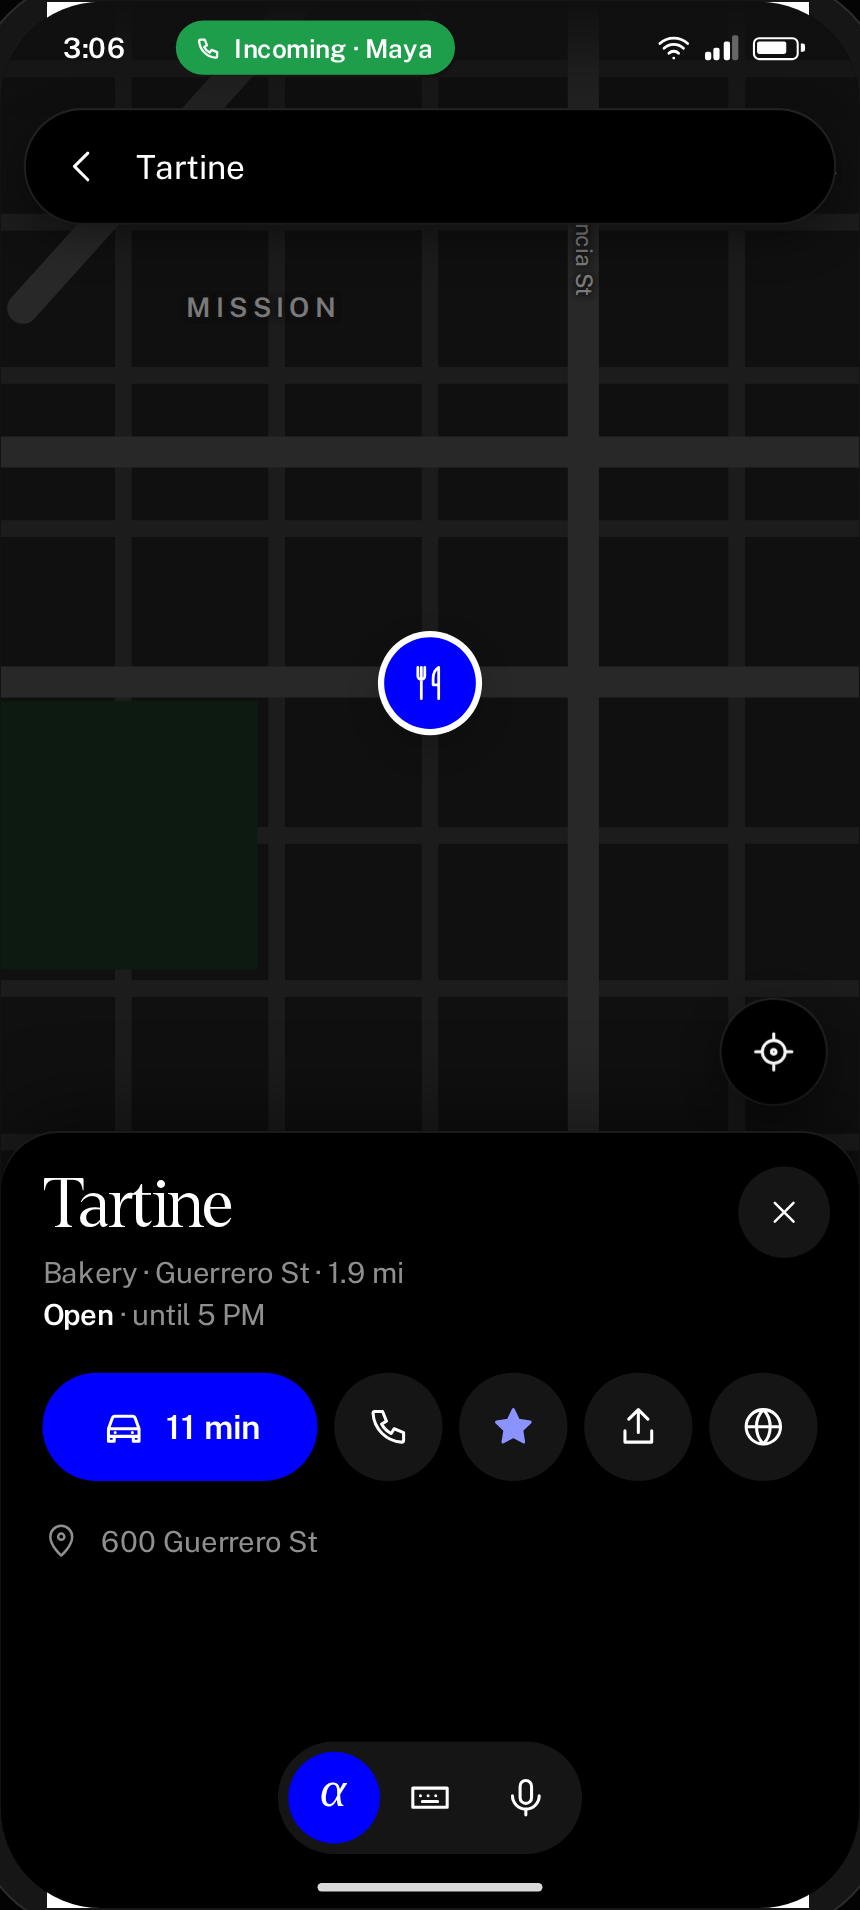 3:06
Incoming · Maya
Tartine
ncia St
MISSION
Tartine
Bakery · Guerrero St · 1.9 mi
Open · until 5 PM
11 min
600 Guerrero St
α